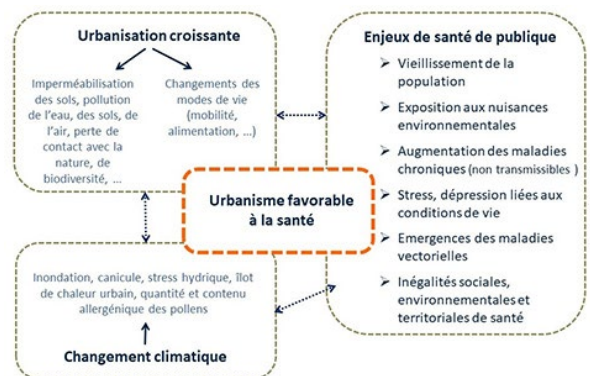 Urbanisation croissante
Imperméabilisation
des sols, pollution
de l'eau, des sols, de
l'air, perte de
contact avec la
nature, de
biodiversité, ...
Changements des
modes de vie
(mobilité,
alimentation, ...)
Enjeux de santé de publique
Vieillissement de la
population
Exposition aux nuisances
environnementales
Augmentation des maladies
chroniques (non transmissibles )
Stress, dépression liées aux
conditions de vie
Emergences des maladies
vectorielles
Inégalités sociales,
environnementales et
territoriales de santé
Urbanisme favorable
à la santé
Inondation, canicule, stress hydrique, îlot
de chaleur urbain, quantité et contenu
allergénique des pollens
Changement climatique